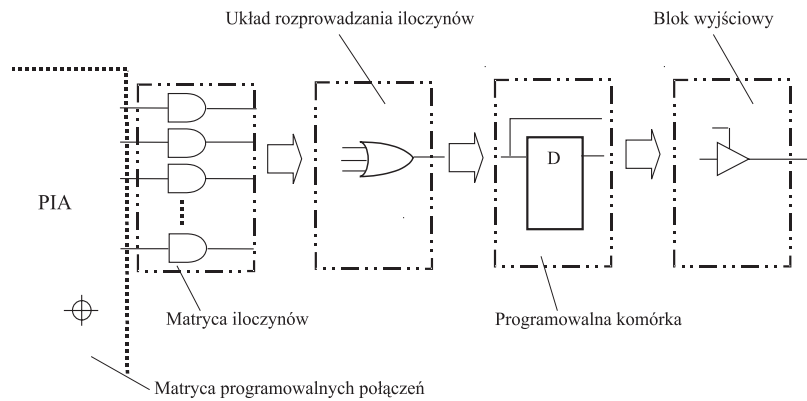 Układ rozprowadzania iloczynów
Blok wyjściowy
PIA
D
Matryca iloczynów
Programowalna komórka
Matryca programowalnych połączeń